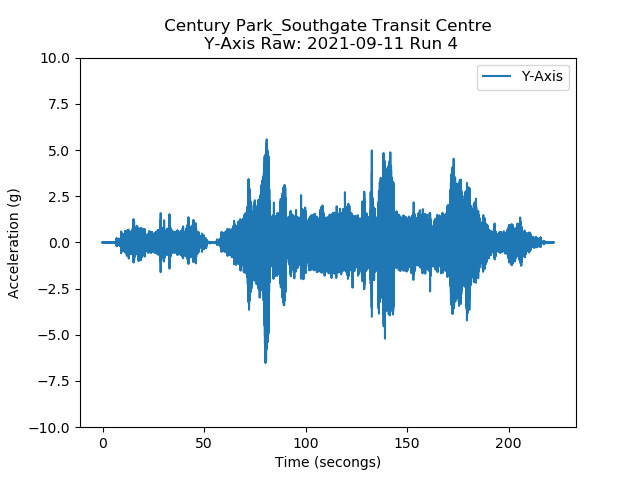 Century Park_Southgate Transit Centre
Y-Axis Raw: 2021-09-11 Run 4
Y-Axis
10.0
7.5
5.0
2.5
0.0
−2.5
−5.0
−7.5
−10.0
Acceleration (g)
0 50 100 150 200
Time (secongs)